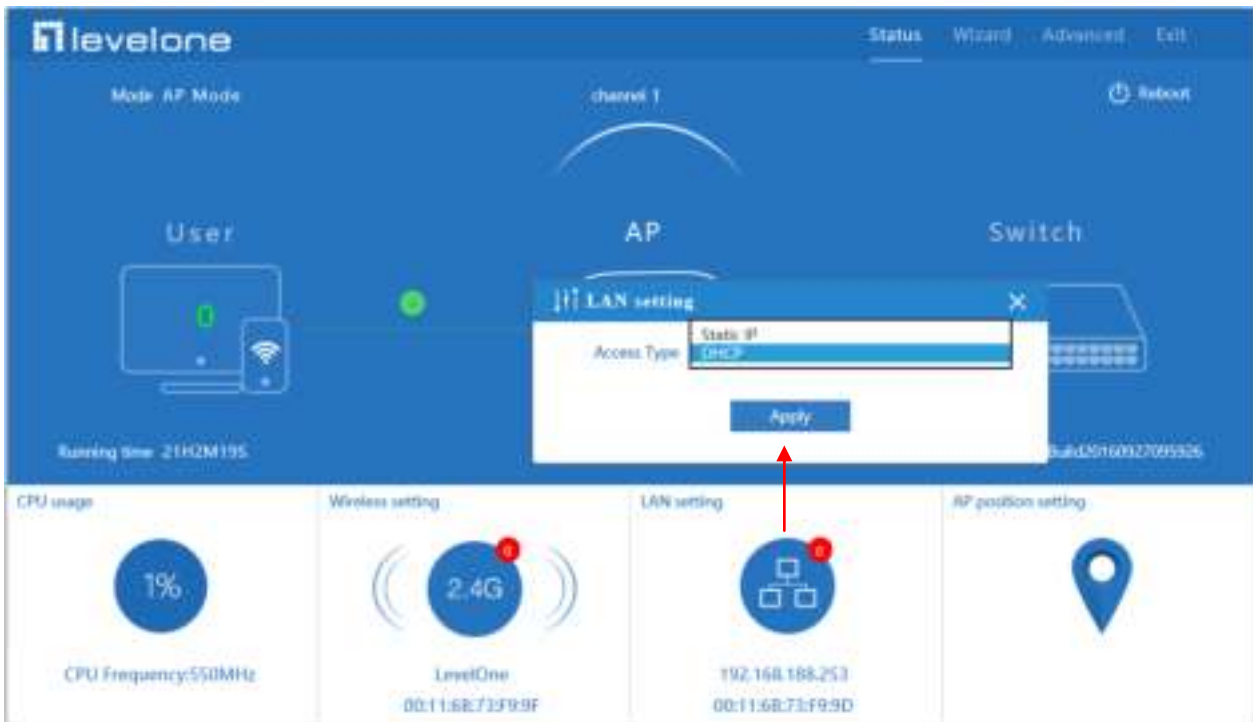 levelone
Status Wizard Advanced Exit
Mode AP Mode
channel 1
Reboot
User
AP
Switch
0
LAN setting
Static IP
Access Type DHCP
Apply
Running time 21H2M19S
Build20160927095926
CPU usage
Wireless setting
LAN setting
AP position setting
1%
2.4G
CPU Frequency:550MHz
LevelOne
192.168.188.253
00:11:6B:73:F9:9F
00:11:6B:73:F9:9D